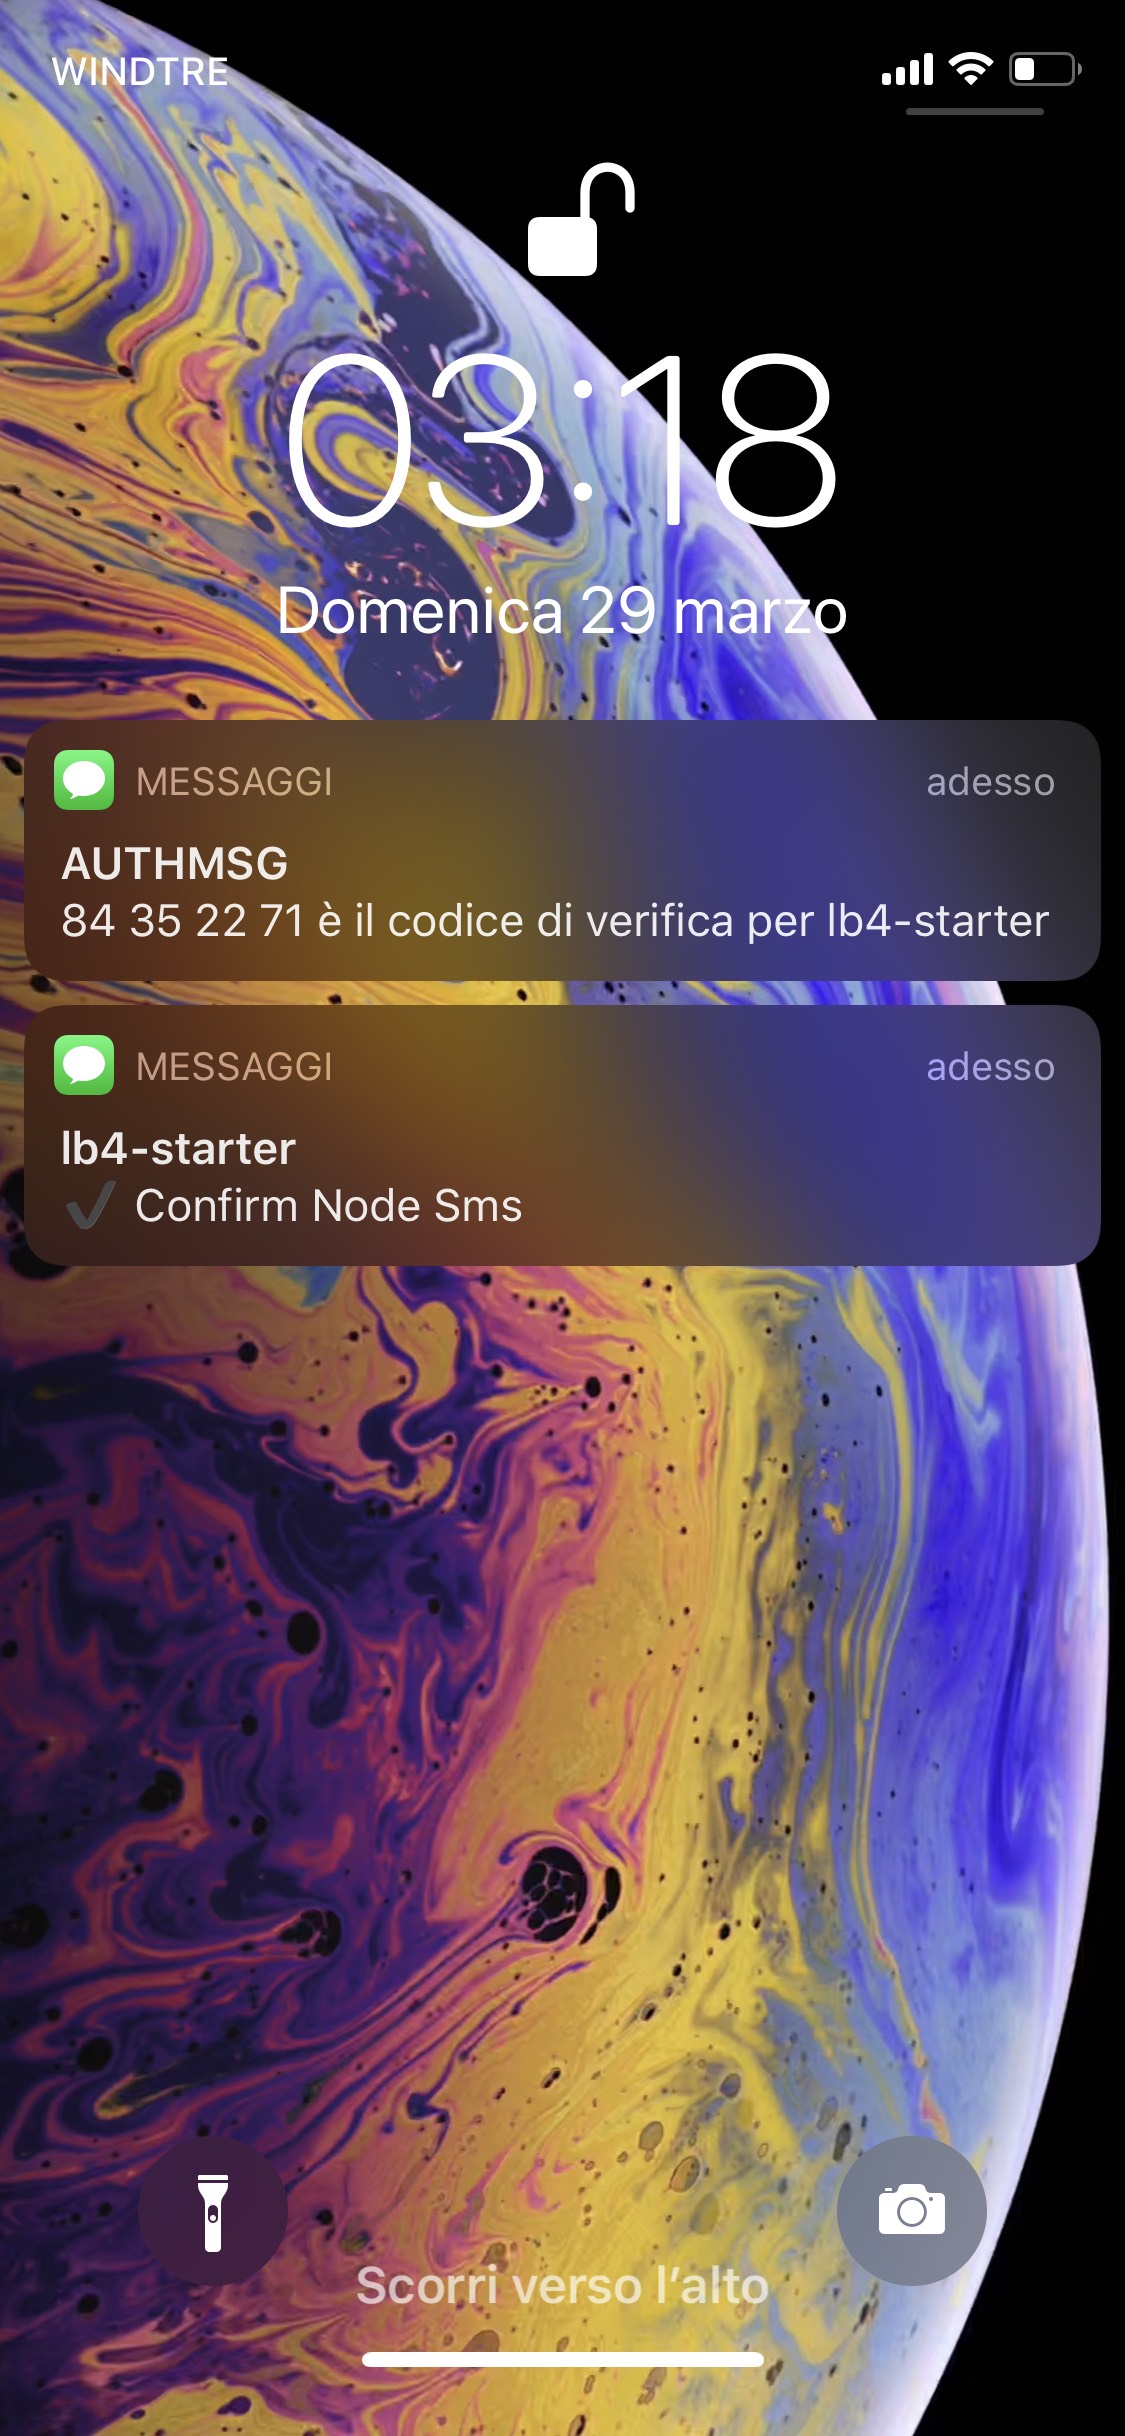 WINDTRE
03:18
Domenica 29 marzo
MESSAGGI adesso
AUTHMSG
84 35 22 71 è il codice di verifica per lb4-starter
MESSAGGI adesso
lb4-starter
✔️ Confirm Node Sms
Scorri verso l’alto